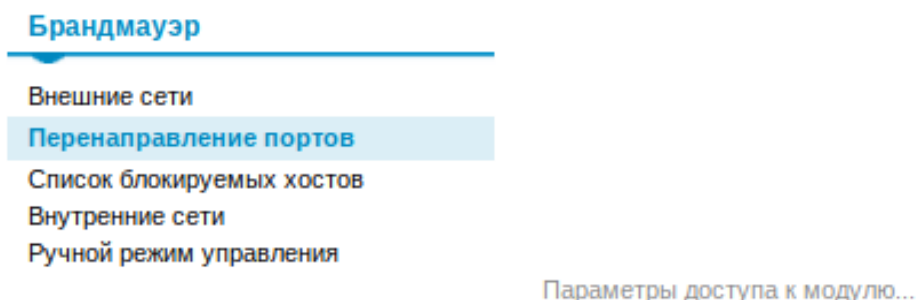 Брандмауэр
Внешние сети
Перенаправление портов
Список блокируемых хостов
Внутренние сети
Ручной режим управления
Параметры доступа к модулю...